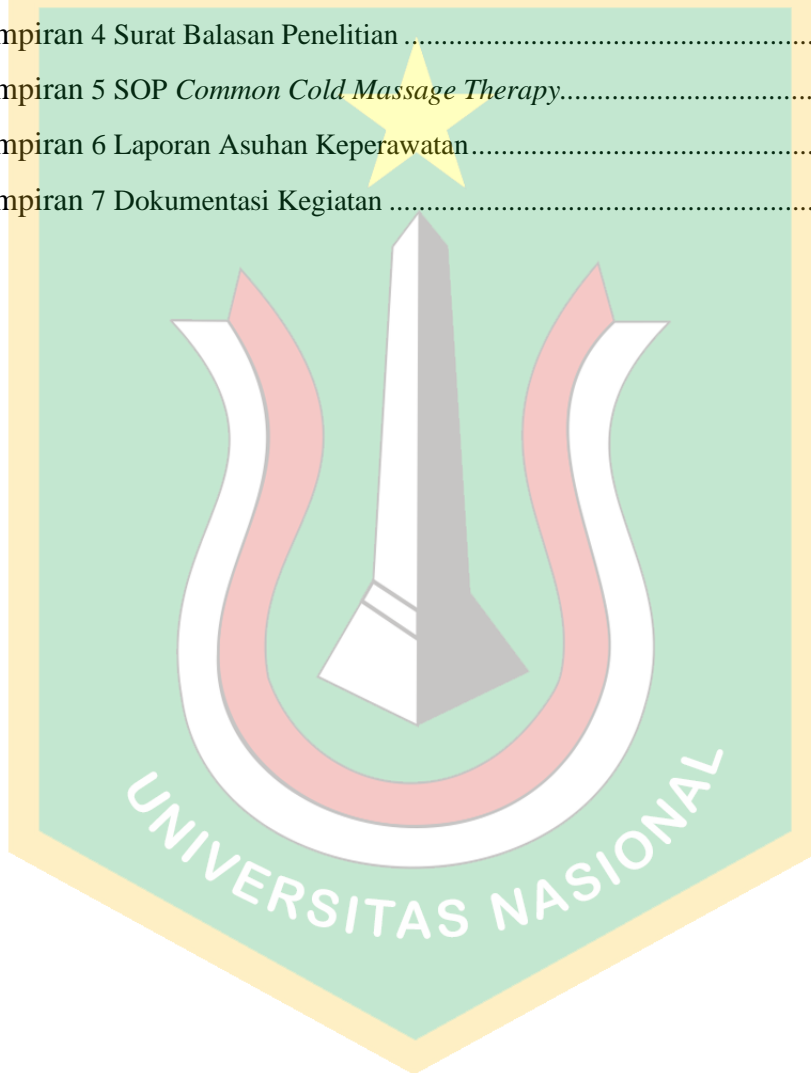 mpiran 4 Surat Balasan Penelitian ........................................................
mpiran 5 SOP Common Cold Massage Therapy..................................
mpiran 6 Laporan Asuhan Keperawatan..............................................
mpiran 7 Dokumentasi Kegiatan .........................................................
UNIVERSITAS NASIONAL